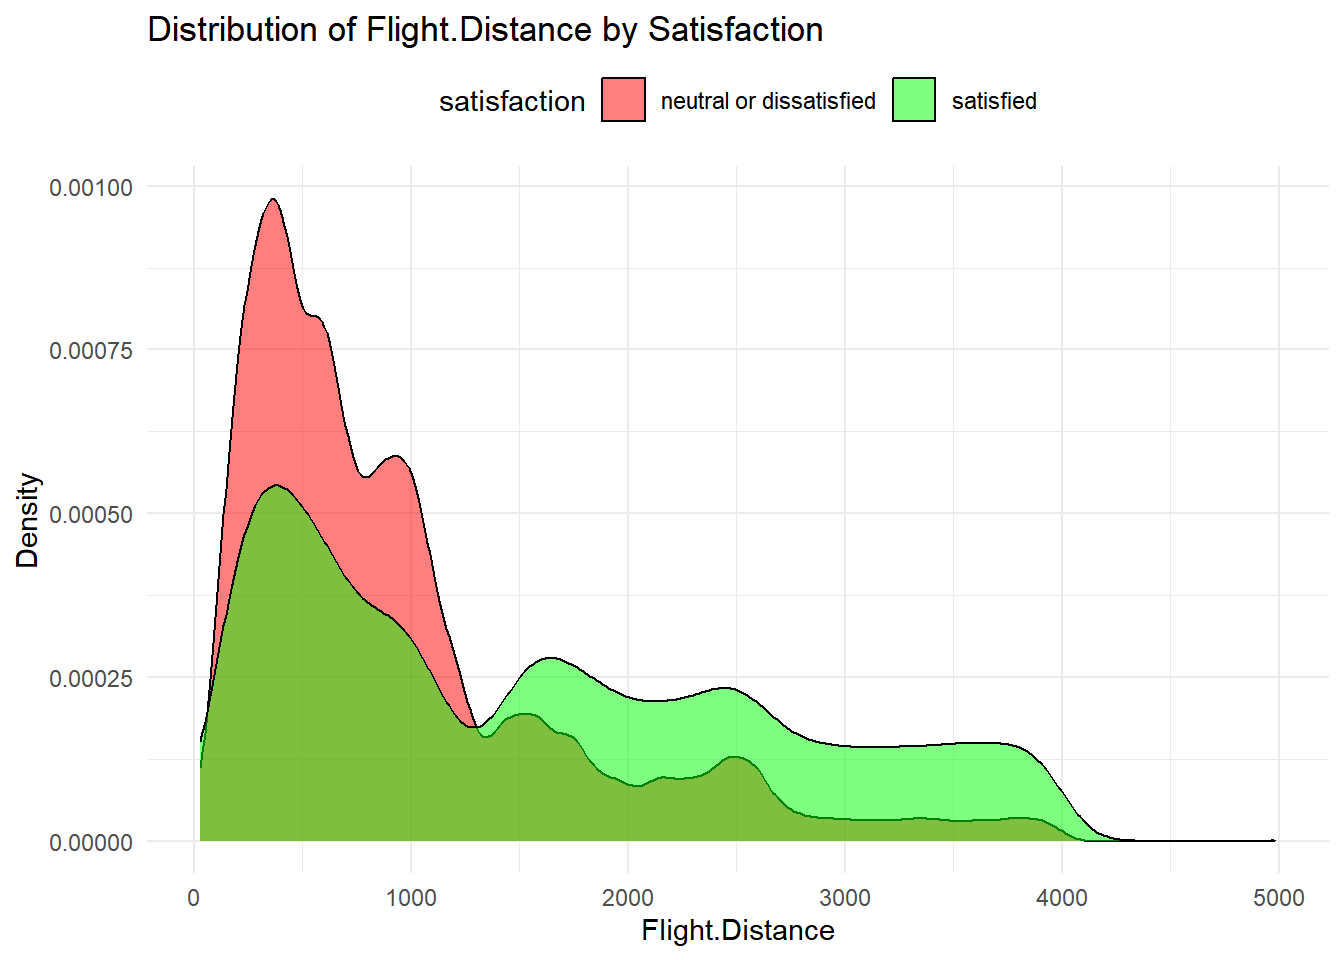 Distribution of Flight.Distance by Satisfaction
satisfaction neutral or dissatisfied satisfied
0.00100
0.00075
0.00050
0.00025
0.00000
Density
0 1000 2000 3000 4000 5000
Flight.Distance